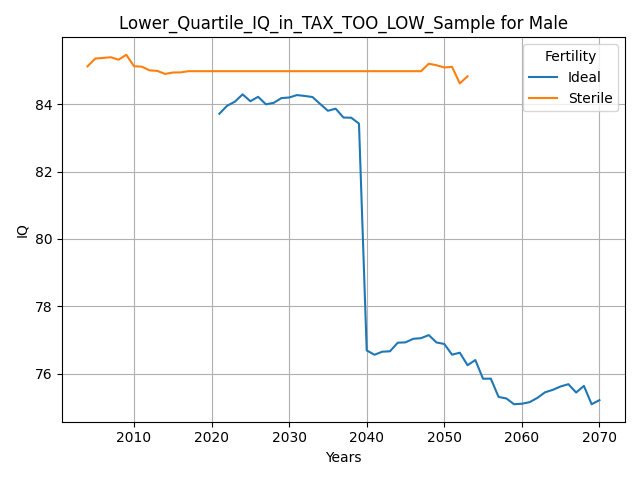 Lower_Quartile_IQ_in_TAX_TOO_LOW_Sample for Male
Fertility
Ideal
Sterile
IQ
84
82
80
78
76
2010 2020 2030 2040 2050 2060 2070
Years